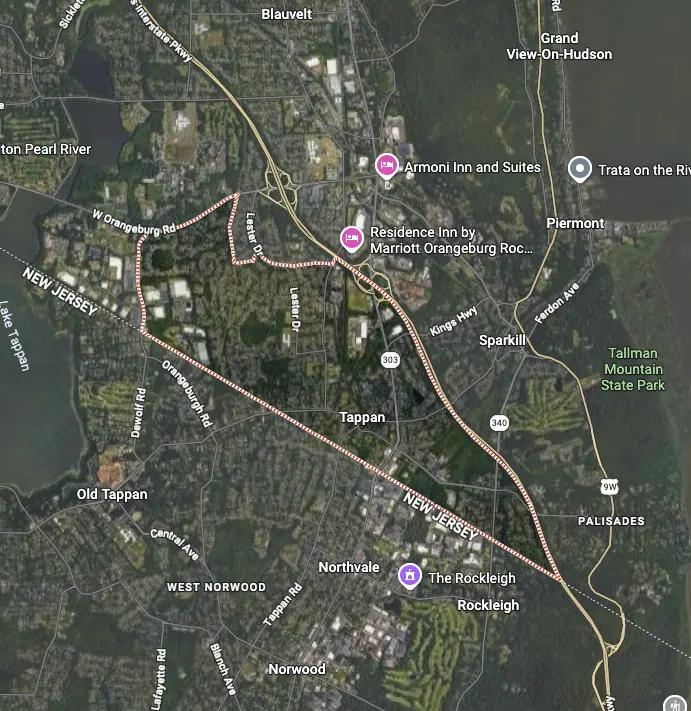 Blauvelt
Grand
View-On-Hudson
s Interstate Pkwy
ton Pearl River
Armoni Inn and Suites
Trata on the Riv
W Orangeburg Rd
Lester Dr
Residence Inn by
Marriott Orangeburg Roc...
Piermont
NEW JERSEY
Lake Tappan
Lester Dr
Kings Hwy
Ferdon Ave
Sparkill
303
Tallman
Mountain
State Park
Orangeburgh Rd
Dewolf Rd
Tappan
340
Old Tappan
9W
NEW JERSEY
PALISADES
Central Ave
Northvale
The Rockleigh
WEST NORWOOD
Tappan Rd
Rockleigh
Lafayette Rd
Blanch Ave
Norwood